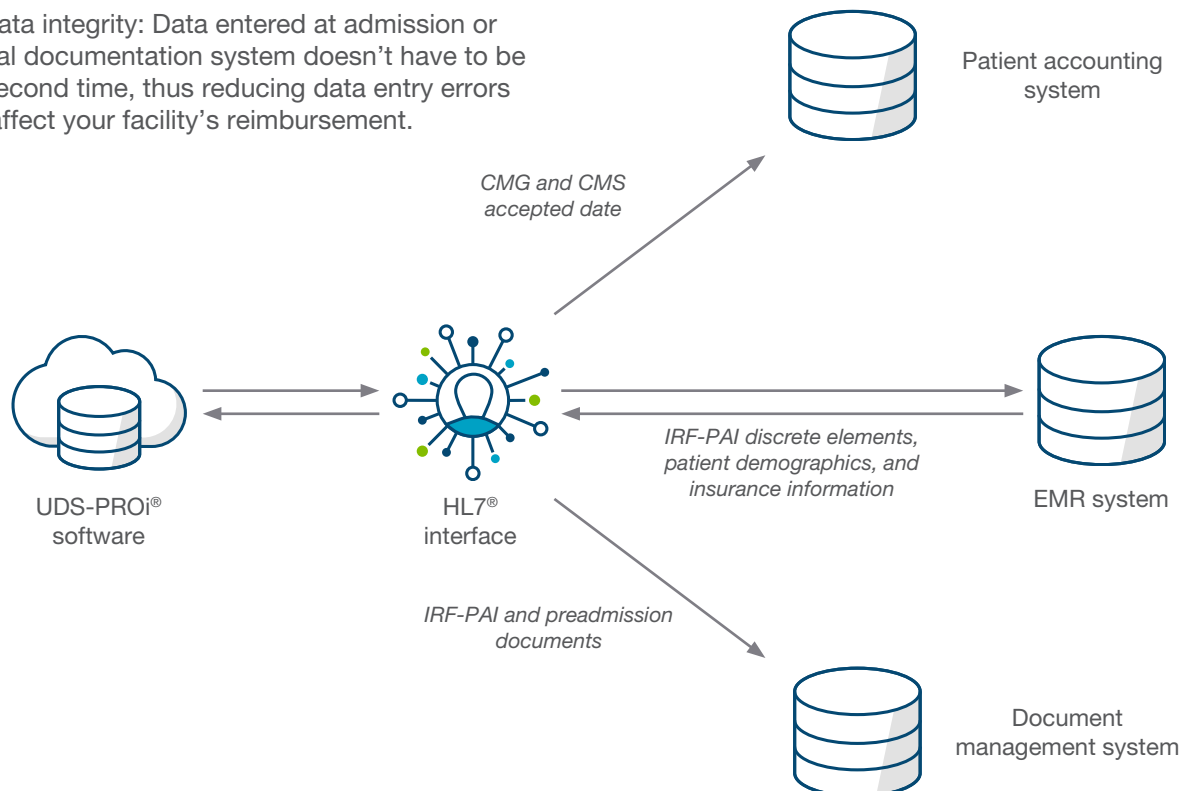 ata integrity: Data entered at admission or
al documentation system doesn’t have to be
econd time, thus reducing data entry errors
affect your facility’s reimbursement.
Patient accounting
system
CMG and CMS
accepted date
UDS-PROi®
software
HL7®
interface
IRF-PAI discrete elements,
patient demographics, and
insurance information
EMR system
IRF-PAI and preadmission
documents
Document
management system